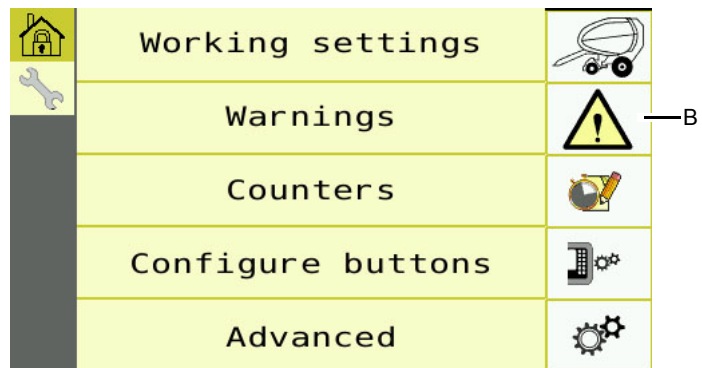 Working settings
Warnings
B
Counters
Configure buttons
Advanced